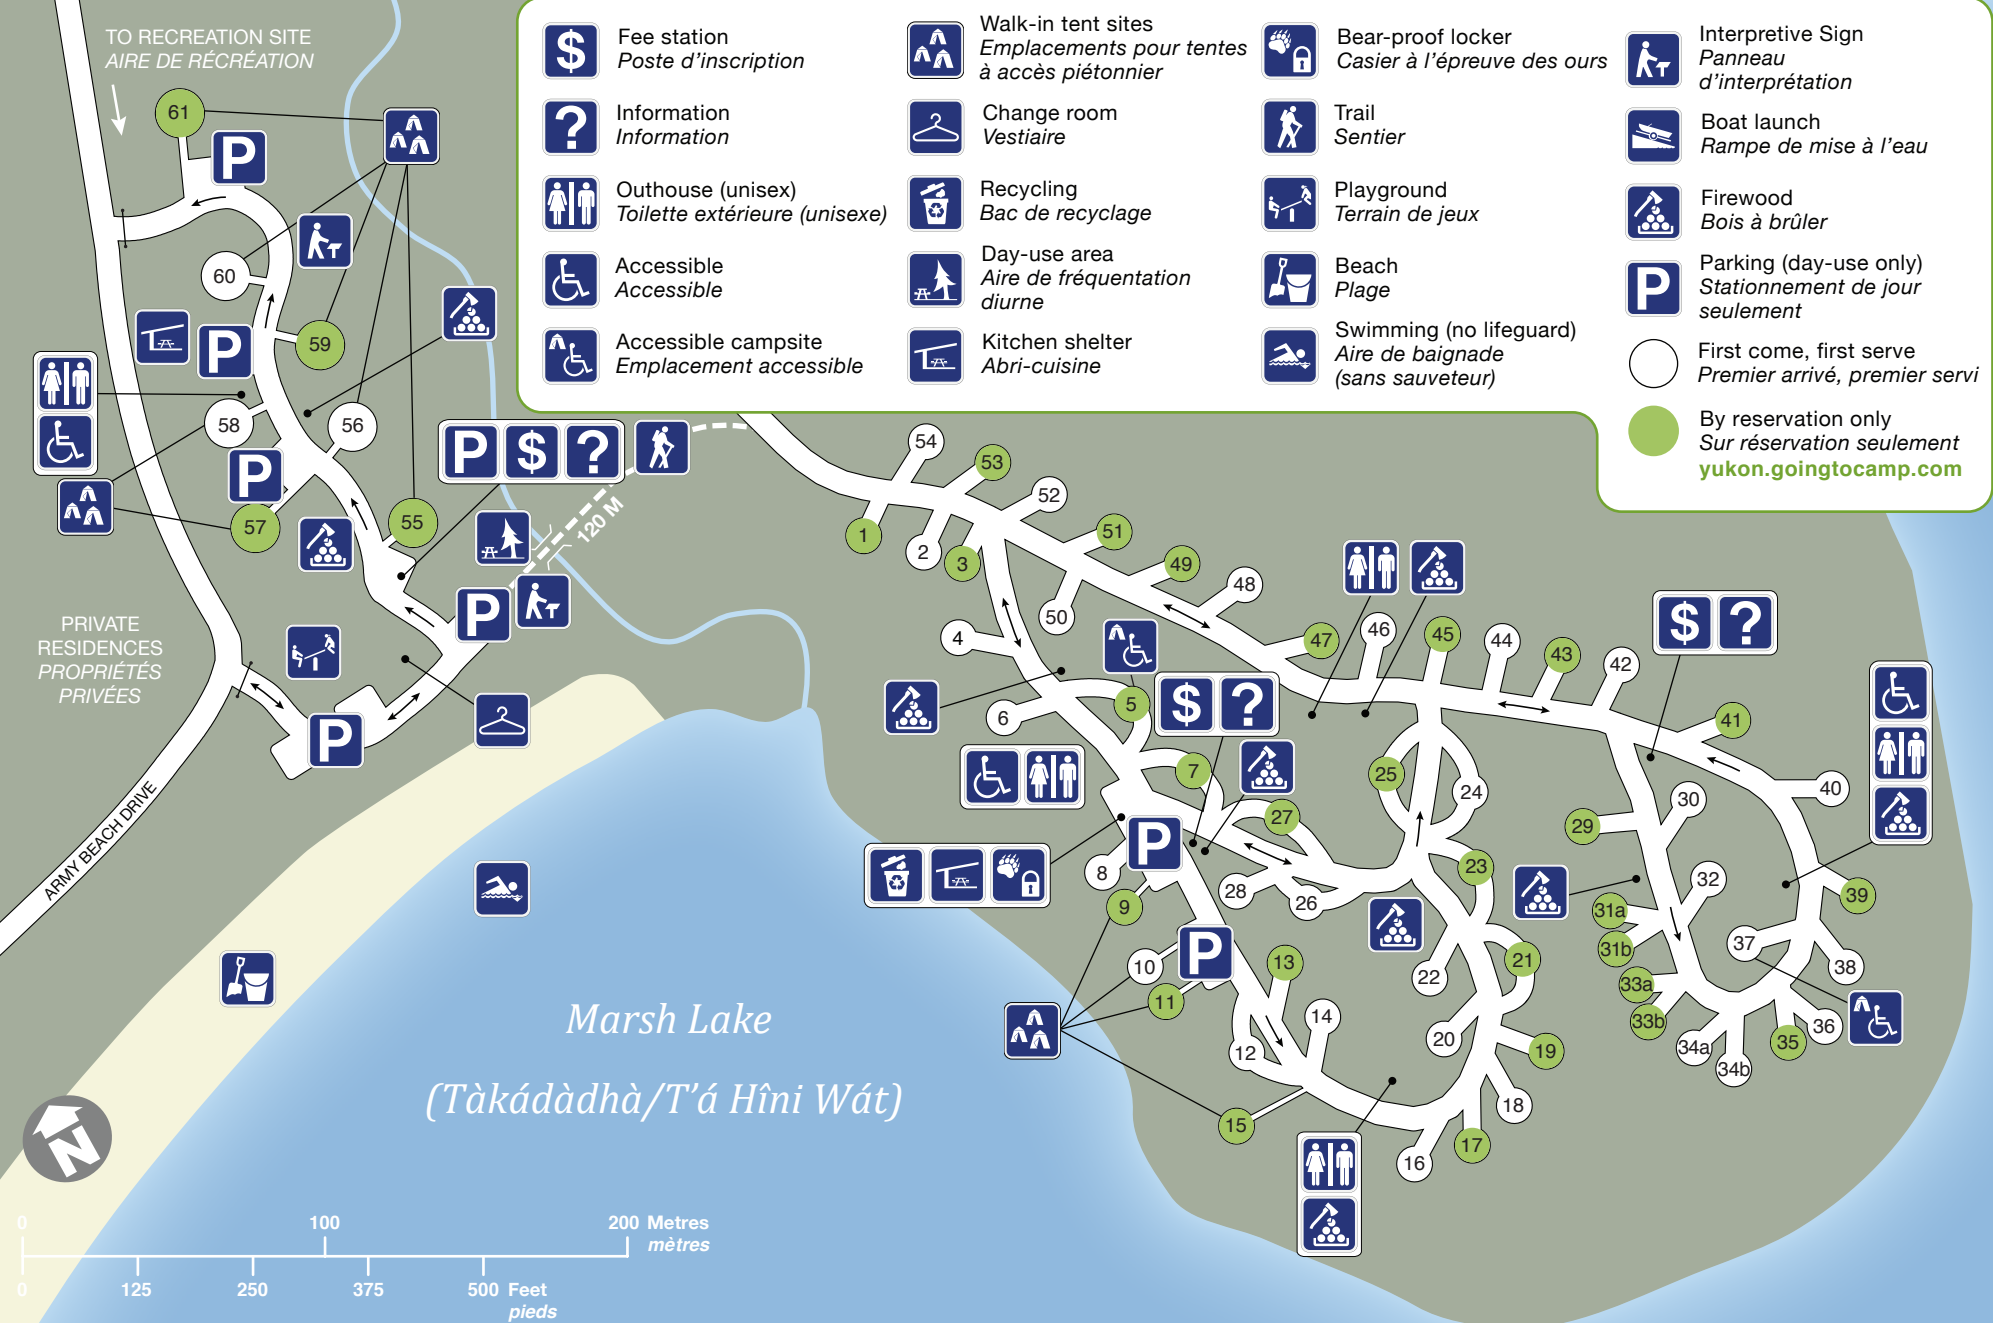 TO RECREATION SITE
AIRE DE RÉCRÉATION
$
Fee station
Poste d'inscription
?
Information
Information
Outhouse (unisex)
Toilette extérieure (unisexe)
Accessible
Accessible
Accessible campsite
Emplacement accessible
Walk-in tent sites
Emplacements pour tentes
à accès piétonnier
Change room
Vestiaire
Recycling
Bac de recyclage
Day-use area
Aire de fréquentation
diurne
Kitchen shelter
Abri-cuisine
Bear-proof locker
Casier à l'épreuve des ours
Trail
Sentier
Playground
Terrain de jeux
Beach
Plage
Swimming (no lifeguard)
Aire de baignade
(sans sauveteur)
Interpretive Sign
Panneau
d'interprétation
Boat launch
Rampe de mise à l'eau
Firewood
Bois à brûler
P
Parking (day-use only)
Stationnement de jour
seulement
First come, first serve
Premier arrivé, premier servi
By reservation only
Sur réservation seulement
yukon.goingtocamp.com
61
P
60
59
P
58
56
P
57
55
P $ ?
120 M
P
PRIVATE
RESIDENCES
PROPRIÉTÉS
PRIVÉES
P
ARMY BEACH DRIVE
54
53
52
1
2
3
51
49
48
50
4
47
46
45
44
43
42
$ ?
41
5
6
$ ?
7
25
24
40
27
30
29
P
8
9
28
26
23
32
39
31a
31b
37
38
10
P
13
11
22
21
33a
33b
14
12
20
19
34a
34b
35
36
15
18
17
16
Marsh Lake
(Tàkádàdhà/T'á Hîni Wát)
N
0 100 200 Metres
mètres
0 125 250 375 500 Feet
pieds